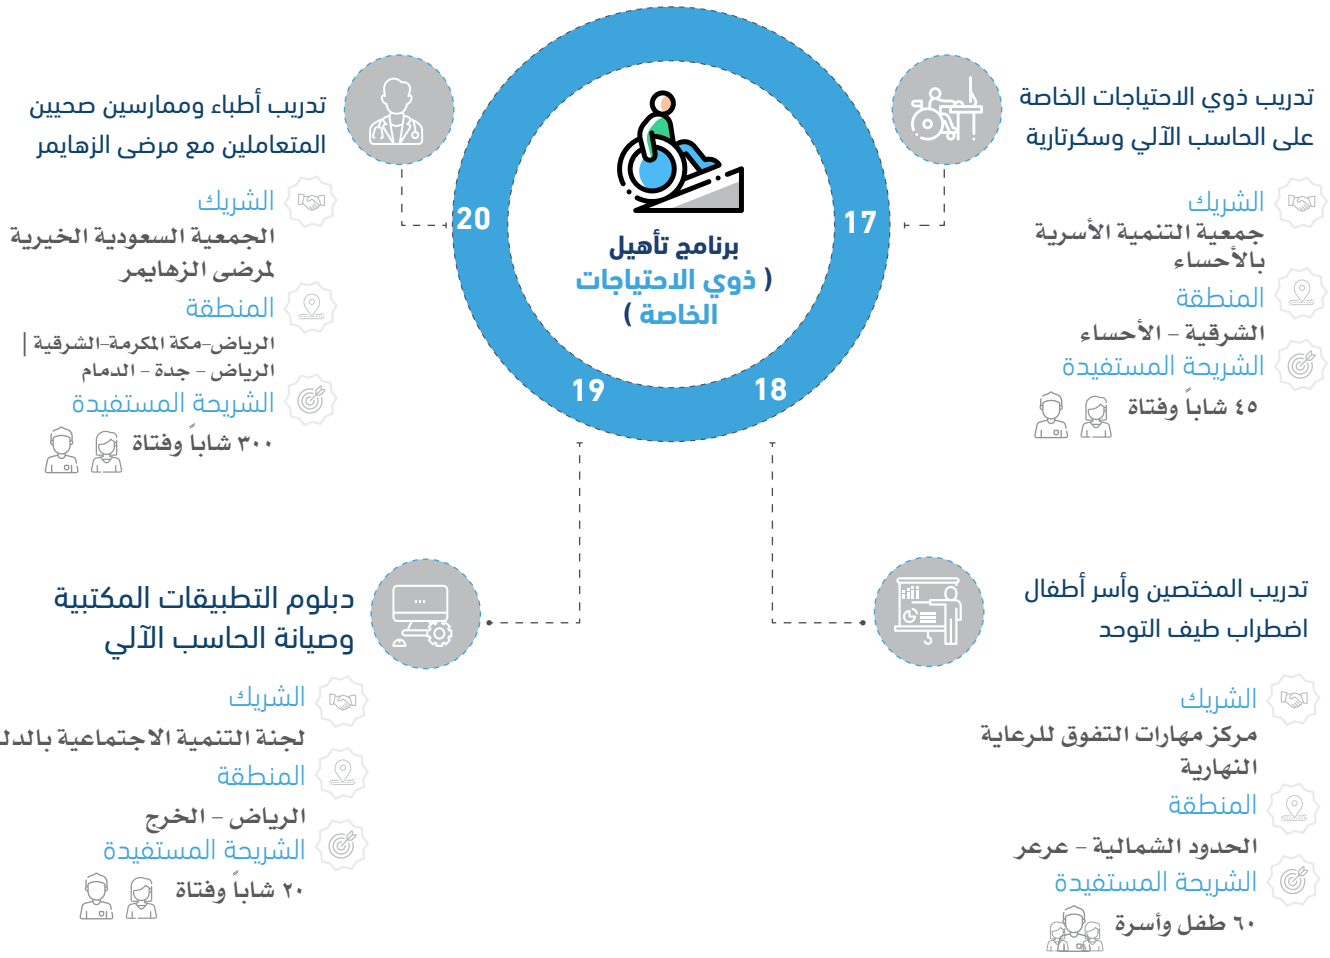 برنامج تأهيل
( ذوي الاحتياجات
الخاصة )
17
تدريب ذوي الاحتياجات الخاصة
على الحاسب الآلي وسكرتارية
الشريك
جمعية التنمية الأسرية
بالأحساء
المنطقة
الشرقية - الأحساء
الشريحة المستفيدة
٤٥ شاباً وفتاة
18
تدريب المختصين وأسر أطفال
اضطراب طيف التوحد
الشريك
مركز مهارات التفوق للرعاية
النهارية
المنطقة
الحدود الشمالية - عرعر
الشريحة المستفيدة
٦٠ طفل وأسرة
19
دبلوم التطبيقات المكتبية
وصيانة الحاسب الآلي
الشريك
لجنة التنمية الاجتماعية
المنطقة
الرياض - الخرج
الشريحة المستفيدة
٢٠ شاباً وفتاة
20
تدريب أطباء وممارسين صحيين
المتعاملين مع مرضى الزهايمر
الشريك
الجمعية السعودية الخيرية
لمرضى الزهايمر
المنطقة
الرياض-مكة المكرمة-الشرقية |
الرياض - جدة - الدمام
الشريحة المستفيدة
٣٠٠ شاباً وفتاة